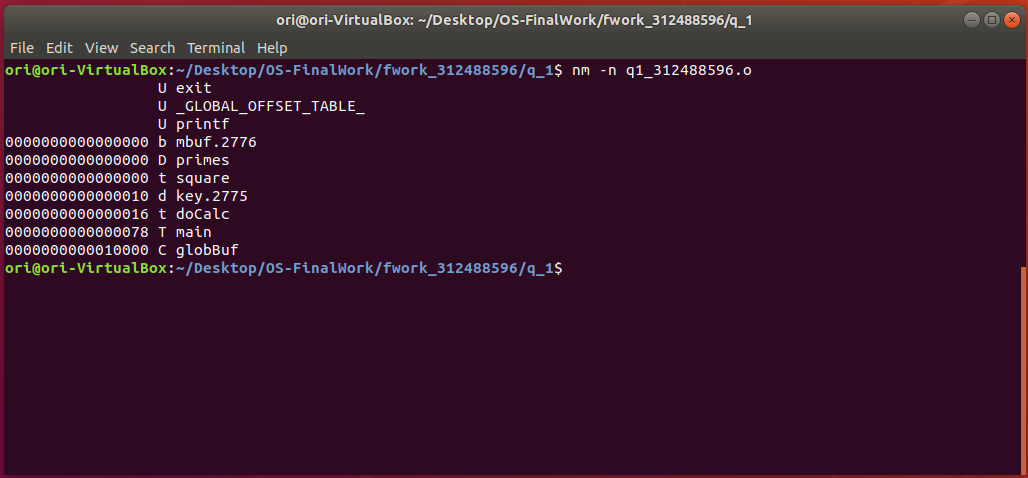 ori@ori-VirtualBox: ~/Desktop/OS-FinalWork/fwork_312488596/q_1
File Edit View Search Terminal Help
ori@ori-VirtualBox:~/Desktop/OS-FinalWork/fwork_312488596/q_1$ nm -n q1_312488596.o
                 U exit
                 U _GLOBAL_OFFSET_TABLE_
                 U printf
0000000000000000 b mbuf.2776
0000000000000000 D primes
0000000000000000 t square
0000000000000010 d key.2775
0000000000000016 t doCalc
0000000000000078 T main
0000000000010000 C globBuf
ori@ori-VirtualBox:~/Desktop/OS-FinalWork/fwork_312488596/q_1$